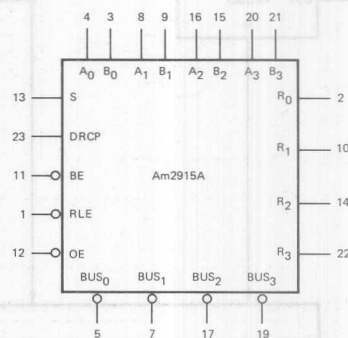 4 3 8 9 16 15 20 21
A0 B0 A1 B1 A2 B2 A3 B3
13 S R0 2
23 DRCP R1 10
11 BE Am2915A
1 RLE R2 14
12 OE R3 22
BUS0 BUS1 BUS2 BUS3
5 7 17 19